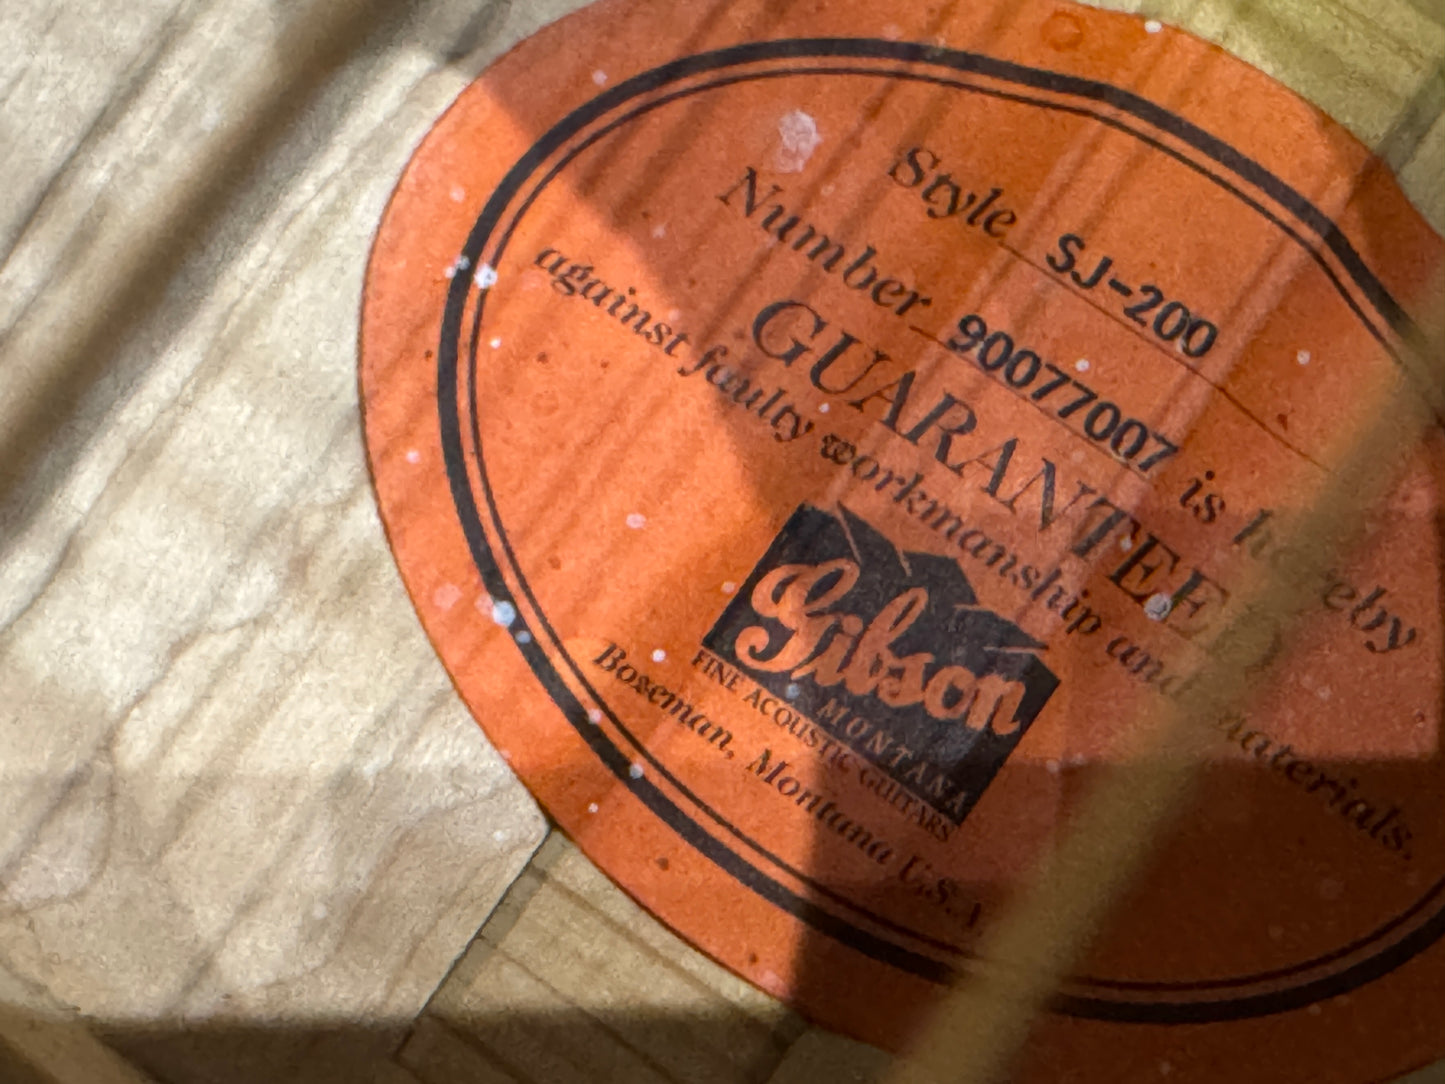 Style SJ-200
Number 90077007 is hereby
GUARANTEED
against faulty workmanship and materials.
Gibson
MONTANA
FINE ACOUSTIC GUITARS
Bozeman, Montana U.S.A